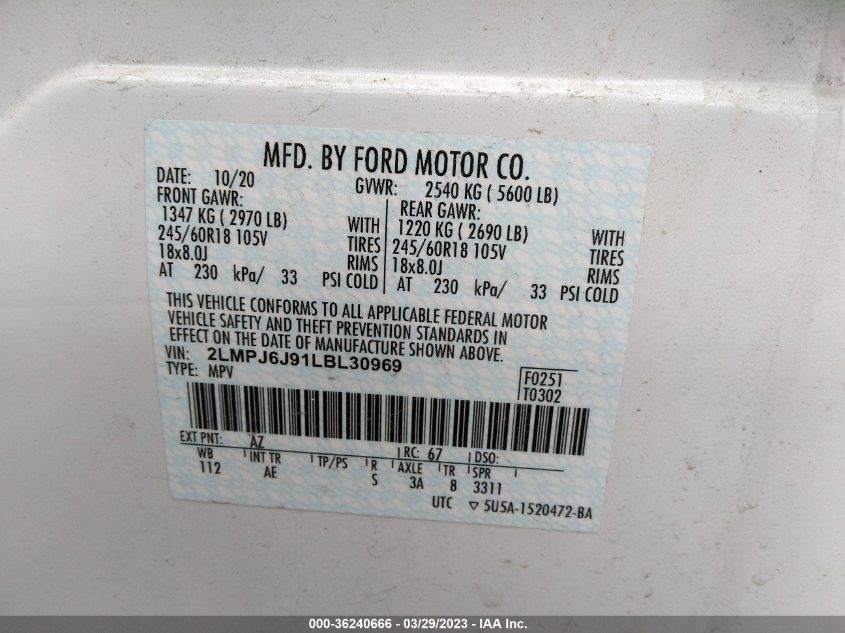 MFD. BY FORD MOTOR CO.
DATE: 10/20 GVWR: 2540 KG ( 5600 LB)
FRONT GAWR: REAR GAWR:
1347 KG ( 2970 LB) WITH 1220 KG ( 2690 LB) WITH
245/60R18 105V TIRES 245/60R18 105V TIRES
18x8.0J RIMS 18x8.0J RIMS
AT 230 kPa/ 33 PSI COLD AT 230 kPa/ 33 PSI COLD
THIS VEHICLE CONFORMS TO ALL APPLICABLE FEDERAL MOTOR
VEHICLE SAFETY AND THEFT PREVENTION STANDARDS IN
EFFECT ON THE DATE OF MANUFACTURE SHOWN ABOVE.
VIN: 2LMPJ6J91LBL30969
TYPE: MPV
F0251
T0302
EXT PNT: AZ RC: 67 DSO:
WB INT TR TP/PS R AXLE TR SPR
112 AE S 3A 8 3311
UTC ▽ 5U5A-1520472-BA
000-36240666 - 03/29/2023 - IAA Inc.